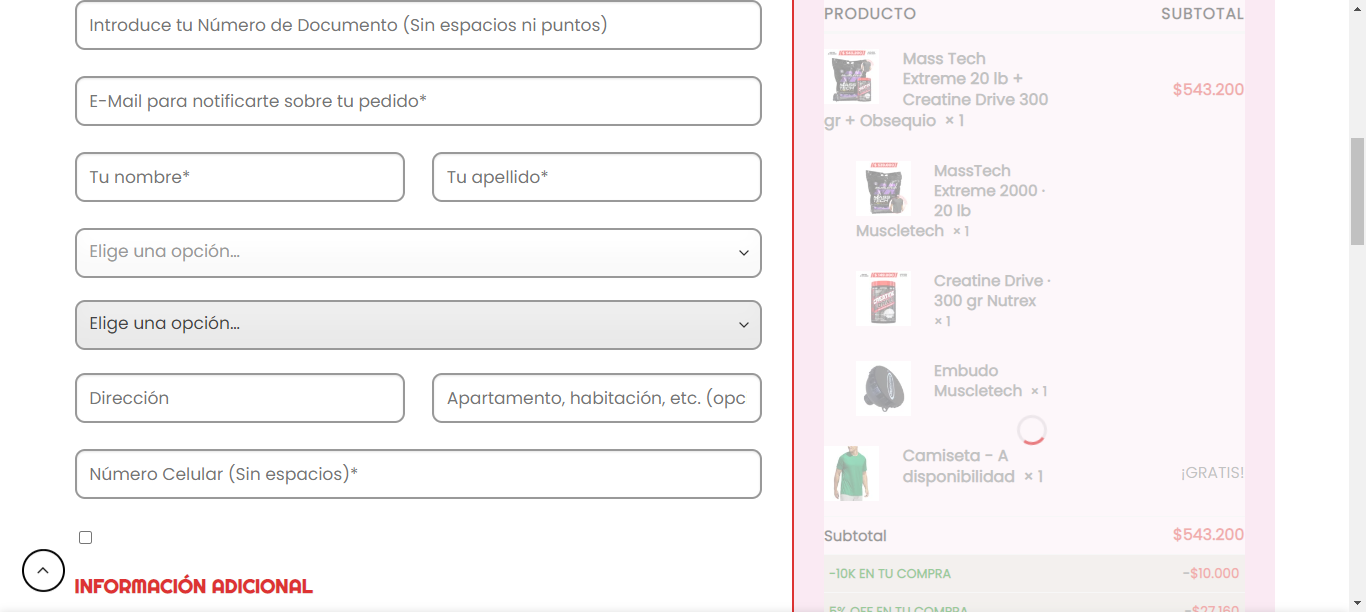 Introduce tu Número de Documento (Sin espacios ni puntos)
E-Mail para notificarte sobre tu pedido*
Tu nombre*
Tu apellido*
Elige una opción...
Elige una opción...
Dirección
Apartamento, habitación, etc. (opc
Número Celular (Sin espacios)*
INFORMACIÓN ADICIONAL
PRODUCTO SUBTOTAL
Mass Tech
Extreme 20 lb +
Creatine Drive 300
gr + Obsequio × 1
$543.200
MassTech
Extreme 2000 ·
20 lb
Muscletech × 1
Creatine Drive ·
300 gr Nutrex
× 1
Embudo
Muscletech × 1
Camiseta - A
disponibilidad × 1
¡GRATIS!
Subtotal $543.200
-10K EN TU COMPRA -$10.000
5% OFF EN TU COMPRA -$27.160